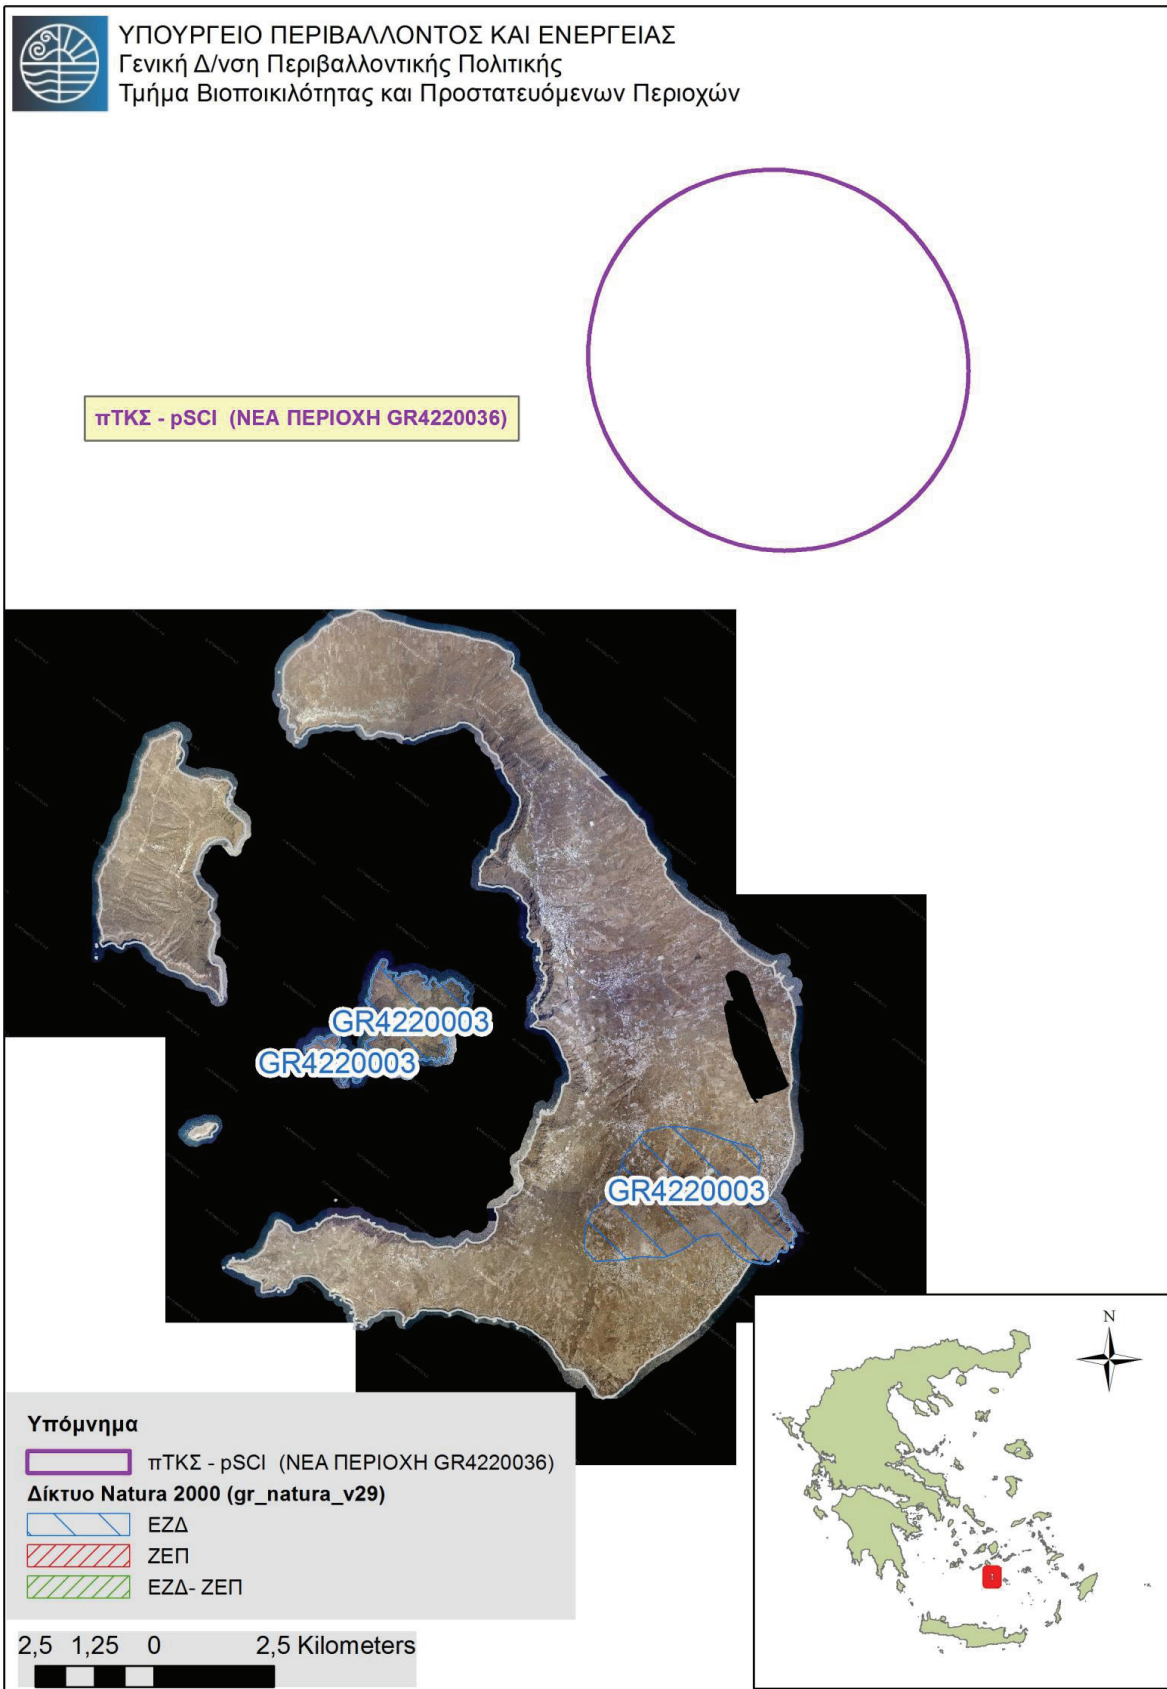 ΥΠΟΥΡΓΕΙΟ ΠΕΡΙΒΑΛΛΟΝΤΟΣ ΚΑΙ ΕΝΕΡΓΕΙΑΣ
Γενική Δ/νση Περιβαλλοντικής Πολιτικής
Τμήμα Βιοποικιλότητας και Προστατευόμενων Περιοχών
πΤΚΣ - pSCI (ΝΕΑ ΠΕΡΙΟΧΗ GR4220036)
GR4220003
GR4220003
GR4220003
N
Υπόμνημα
πΤΚΣ - pSCI (ΝΕΑ ΠΕΡΙΟΧΗ GR4220036)
Δίκτυο Natura 2000 (gr_natura_v29)
ΕΖΔ
ΖΕΠ
ΕΖΔ- ΖΕΠ
2,5 1,25 0 2,5 Kilometers